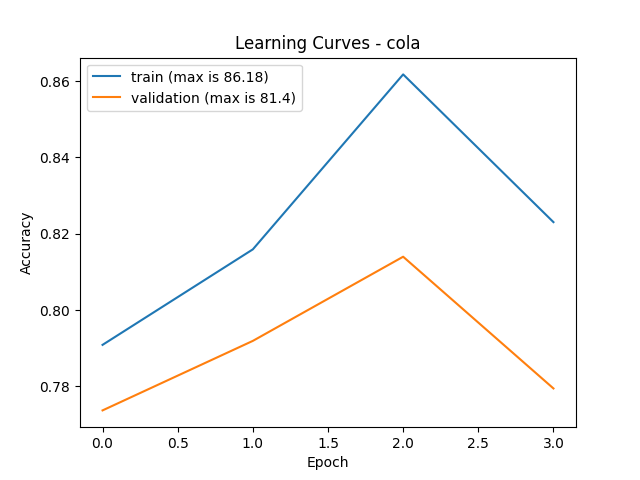 Learning Curves - cola
train (max is 86.18)
validation (max is 81.4)
Accuracy
0.86
0.84
0.82
0.80
0.78
0.0 0.5 1.0 1.5 2.0 2.5 3.0
Epoch